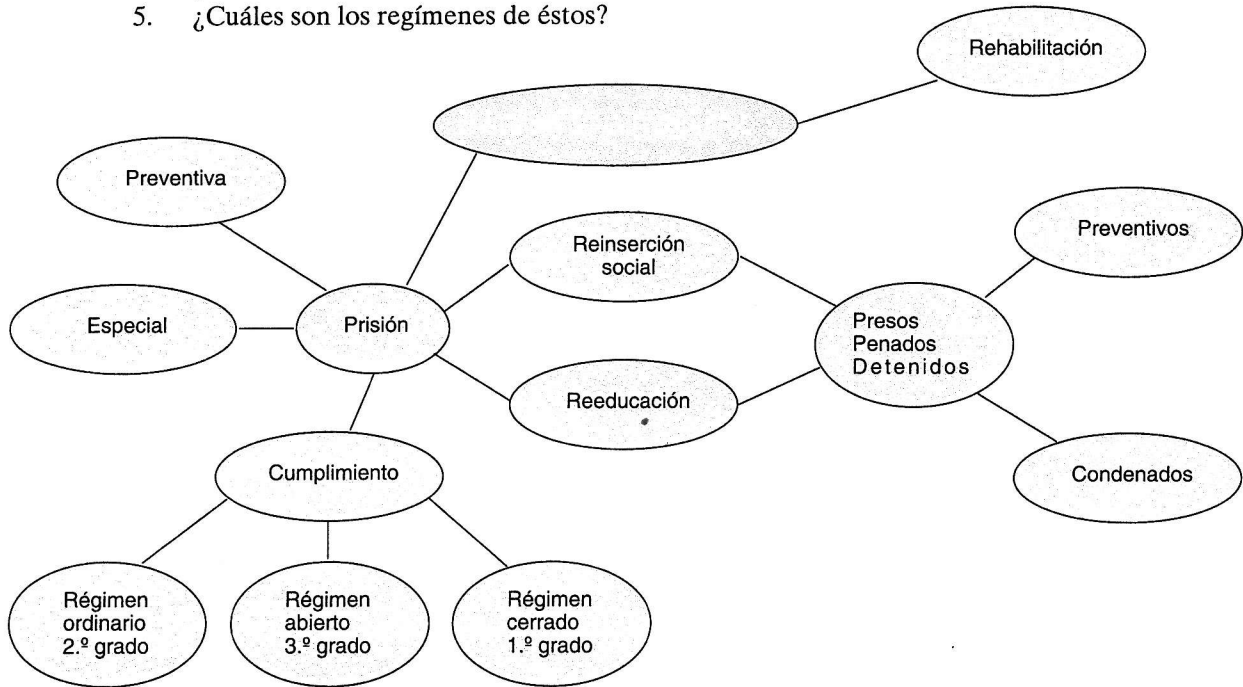 5. ¿Cuáles son los regímenes de éstos?
Rehabilitación
Preventiva
Reinserción
social
Preventivos
Especial
Prisión
Presos
Penados
Detenidos
Reeducación
Cumplimiento
Condenados
Régimen
ordinario
2.º grado
Régimen
abierto
3.º grado
Régimen
cerrado
1.º grado